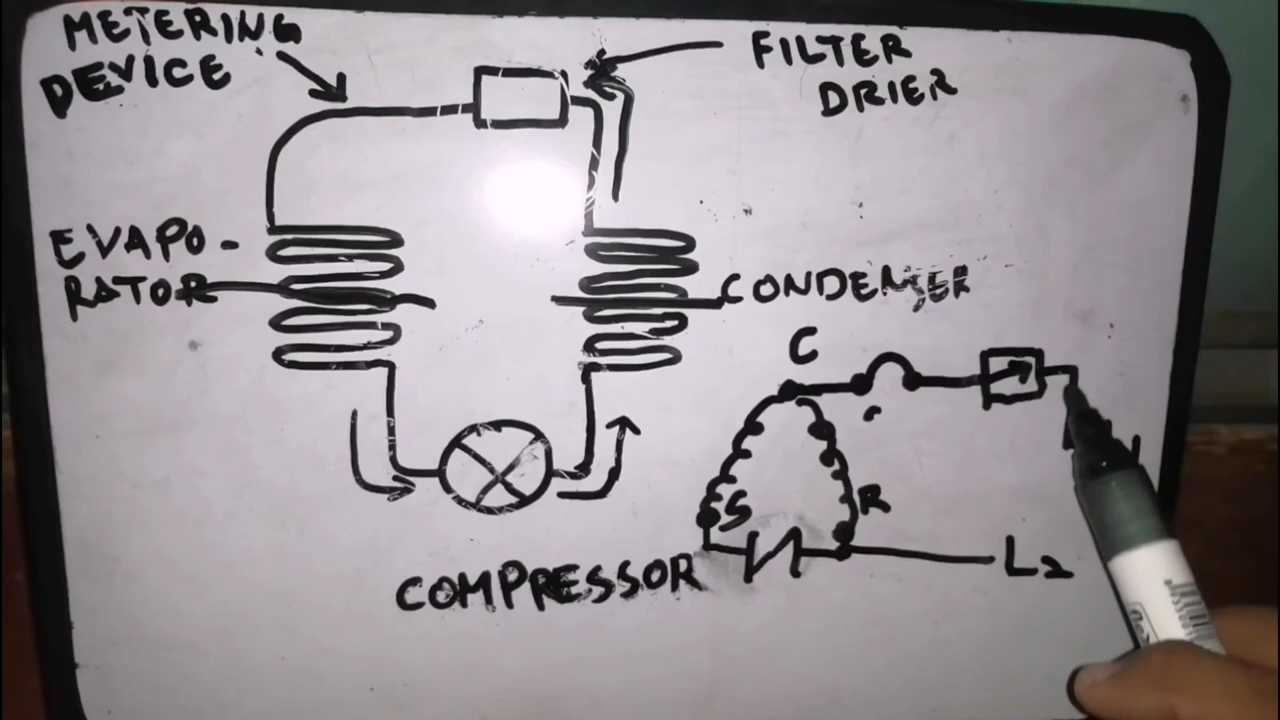 METERING
DEVICE
FILTER
DRIER
EVAPO-
RATOR
CONDENSER
C
S
R
L2
COMPRESSOR